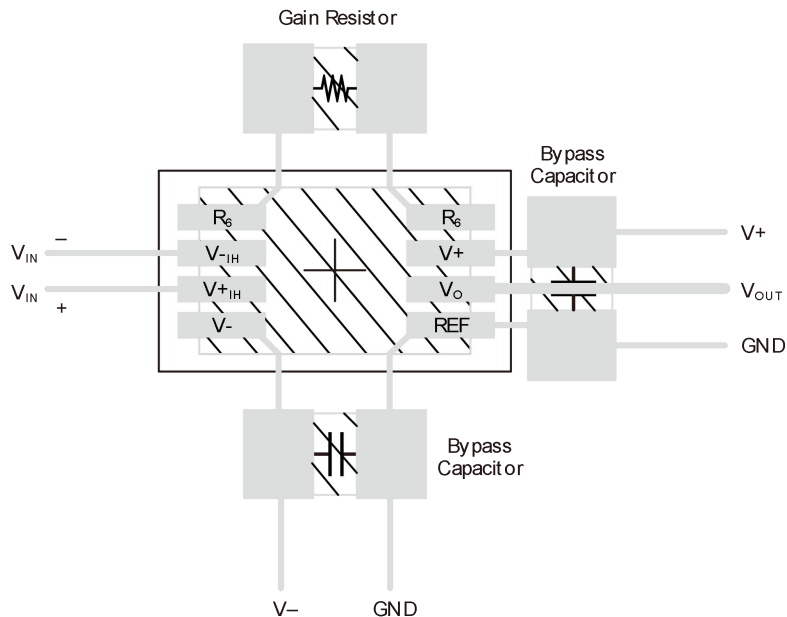 Gain Resistor
Bypass
Capacitor
R6 R6
V-IH V+
V+IH VO
V- REF
VIN −
VIN +
V+
VOUT
GND
Bypass
Capacitor
V– GND